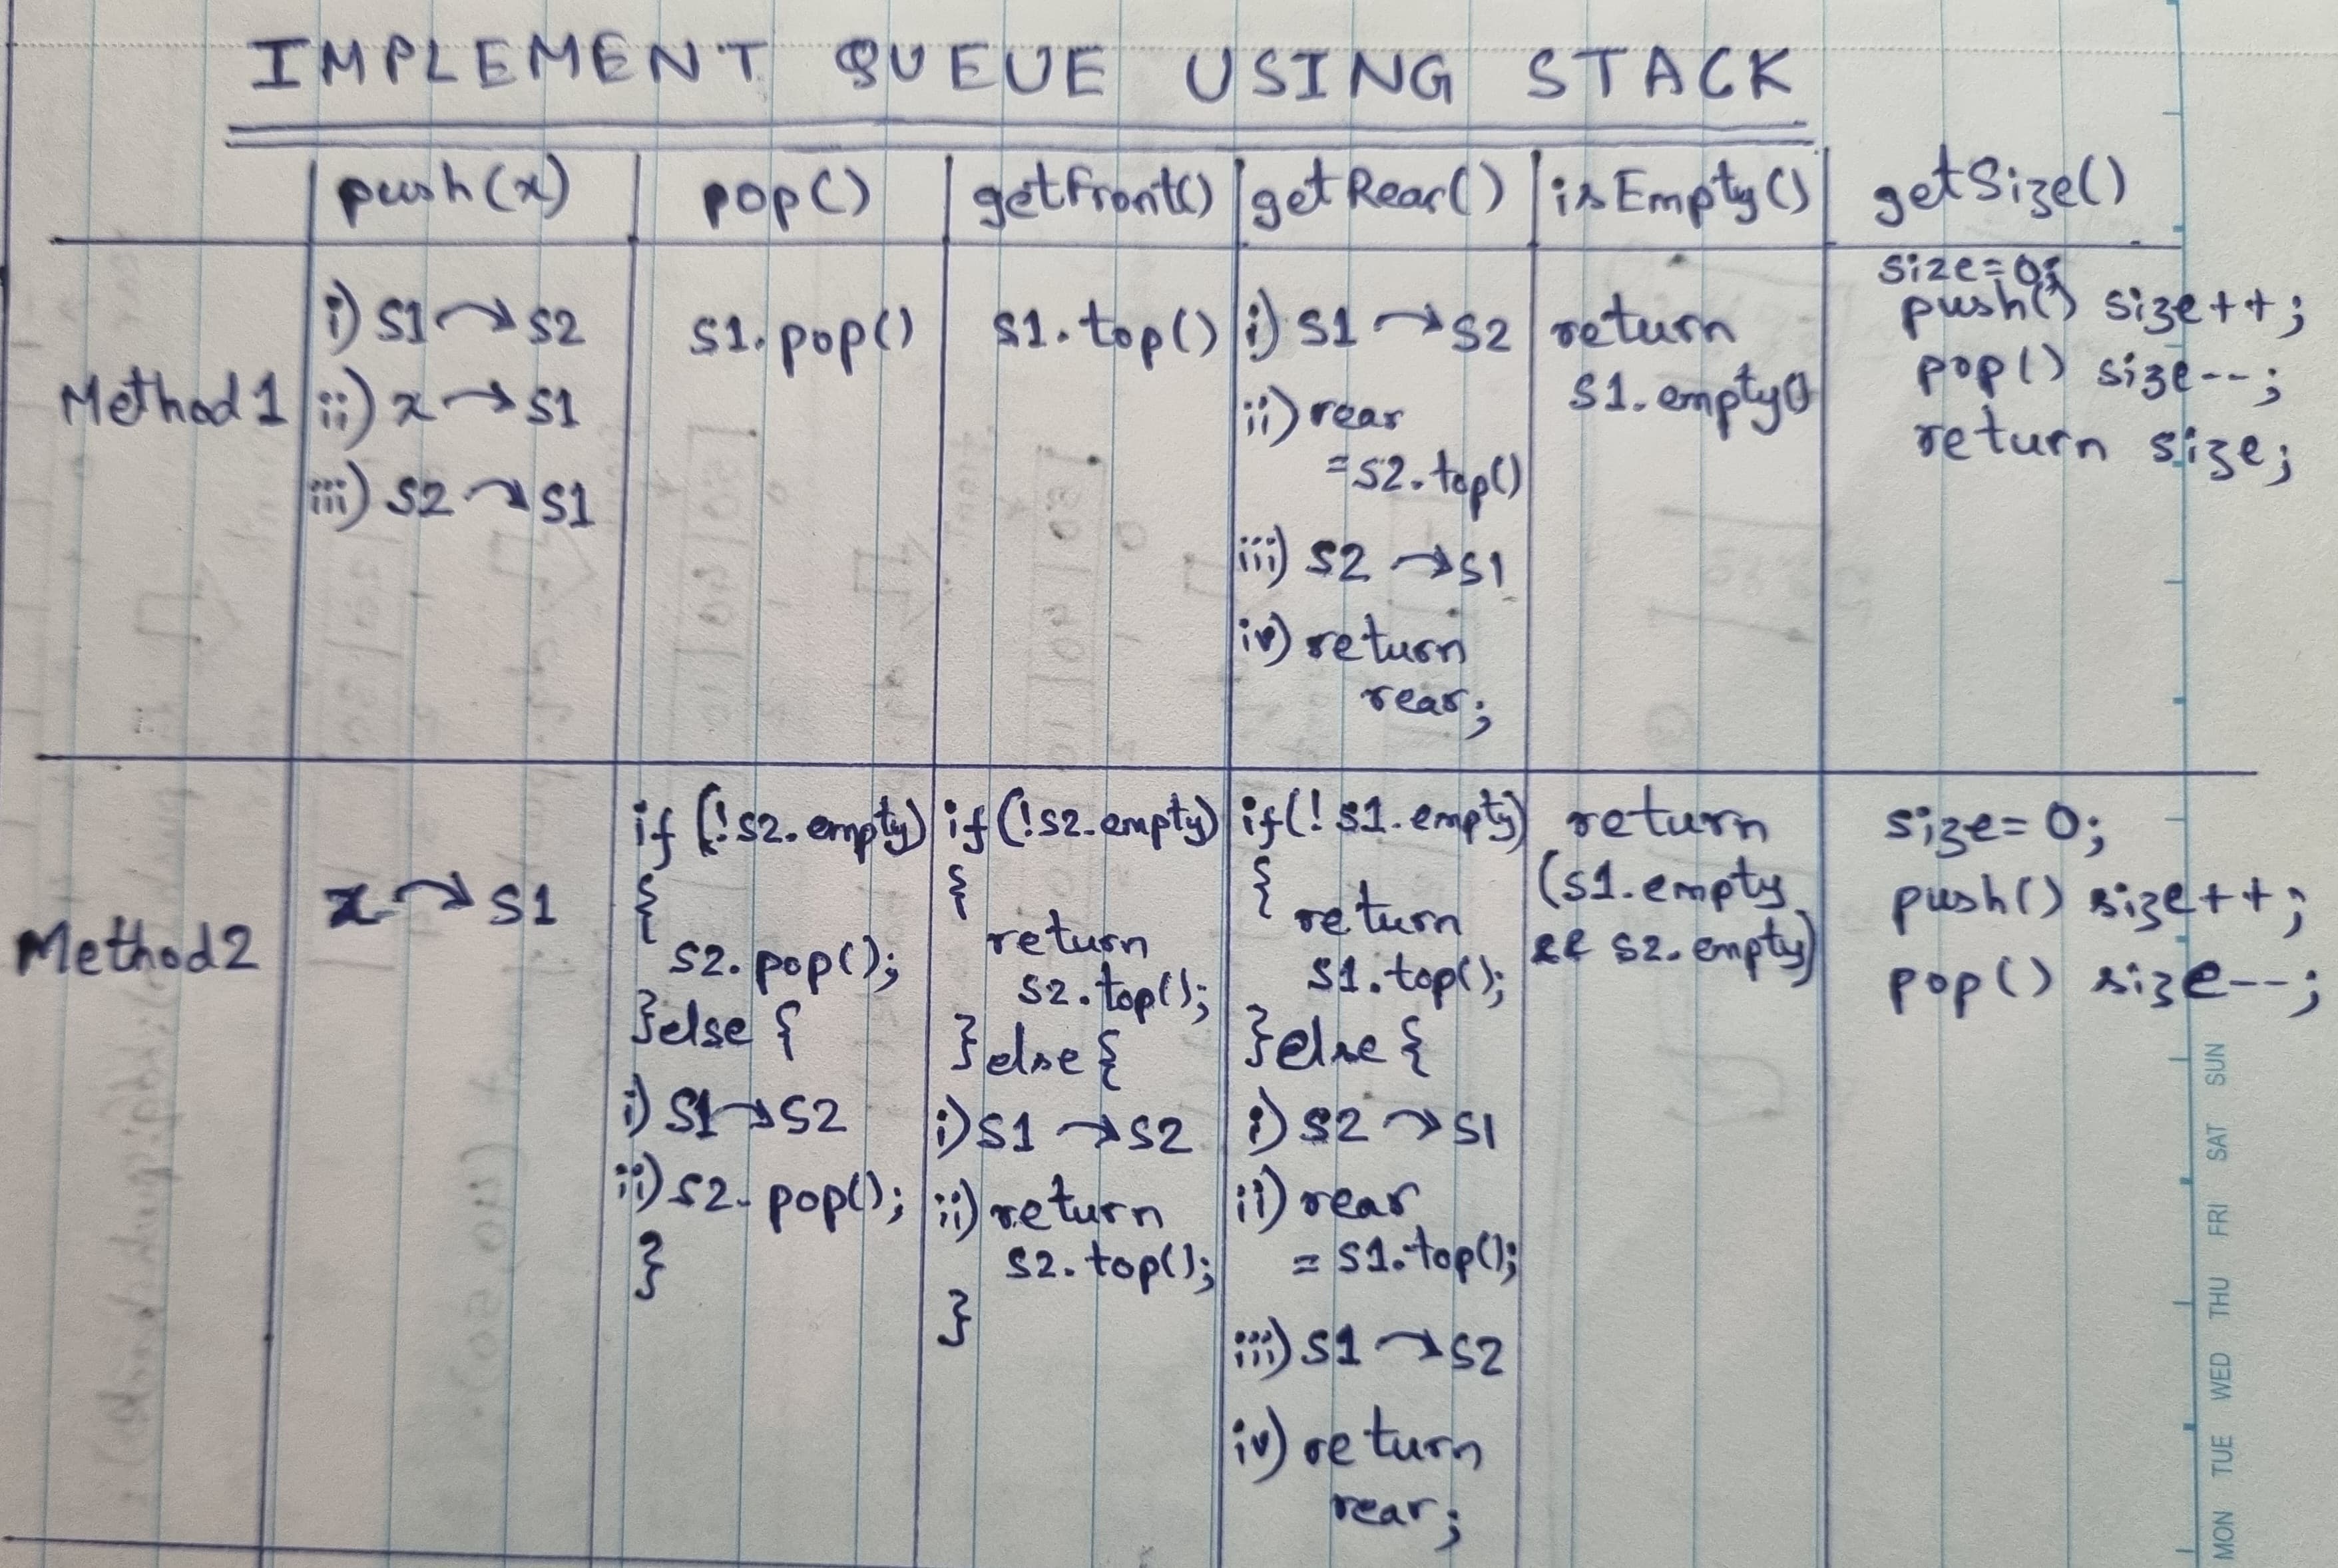 IMPLEMENT QUEUE USING STACK
push(x)
pop()
getFront()
getRear()
isEmpty()
getSize()
Method 1
i) S1 → S2
ii) x → S1
iii) S2 → S1
S1.pop()
S1.top()
i) S1 → S2
ii) rear
= S2.top()
iii) S2 → S1
iv) return
rear;
return
S1.empty()
size=0;
push() size++;
pop() size--;
return size;
Method 2
x → S1
if (!S2.empty)
{
S2.pop();
}else {
i) S1 → S2
ii) S2.pop();
}
if (!S2.empty)
{
return
S2.top();
}else {
i) S1 → S2
ii) return
S2.top();
}
if(!S1.empty)
{
return
S1.top();
}else {
i) S2 → S1
ii) rear
= S1.top();
iii) S1 → S2
iv) return
rear;
return
(S1.empty
&& S2.empty)
size=0;
push() size++;
pop() size--;
MON TUE WED THU FRI SAT SUN